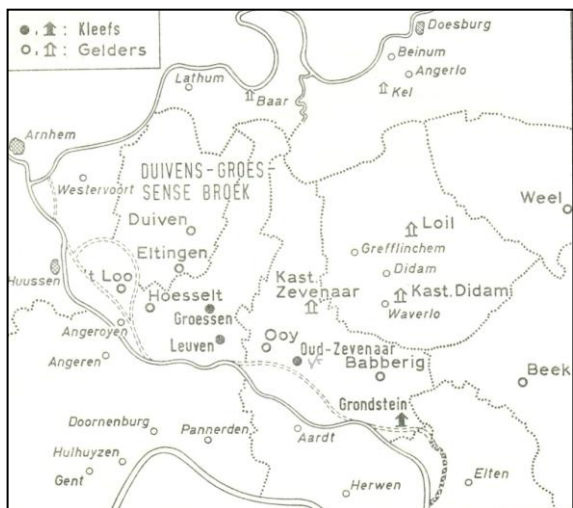 Kleefs
Gelders
Doesburg
Beinum
Angerlo
Lathum
Baar
Kel
Arnhem
Westervoort
DUIVENS-GROES-
SENSE BROEK
Weel
Duiven
Loil
Grefflinchem
Eltingen
Didam
Huussen
't Loo
Kast.
Zevenaar
Kast. Didam
Hoesselt
Waverlo
Groessen
Angeroyen
Ooy
Leuven
Oud-Zevenaar
Angeren
Babberig
Beek
Grondstein
Doornenburg
Pannerden
Aardt
Hulhuyzen
Gent
Elten
Herwen